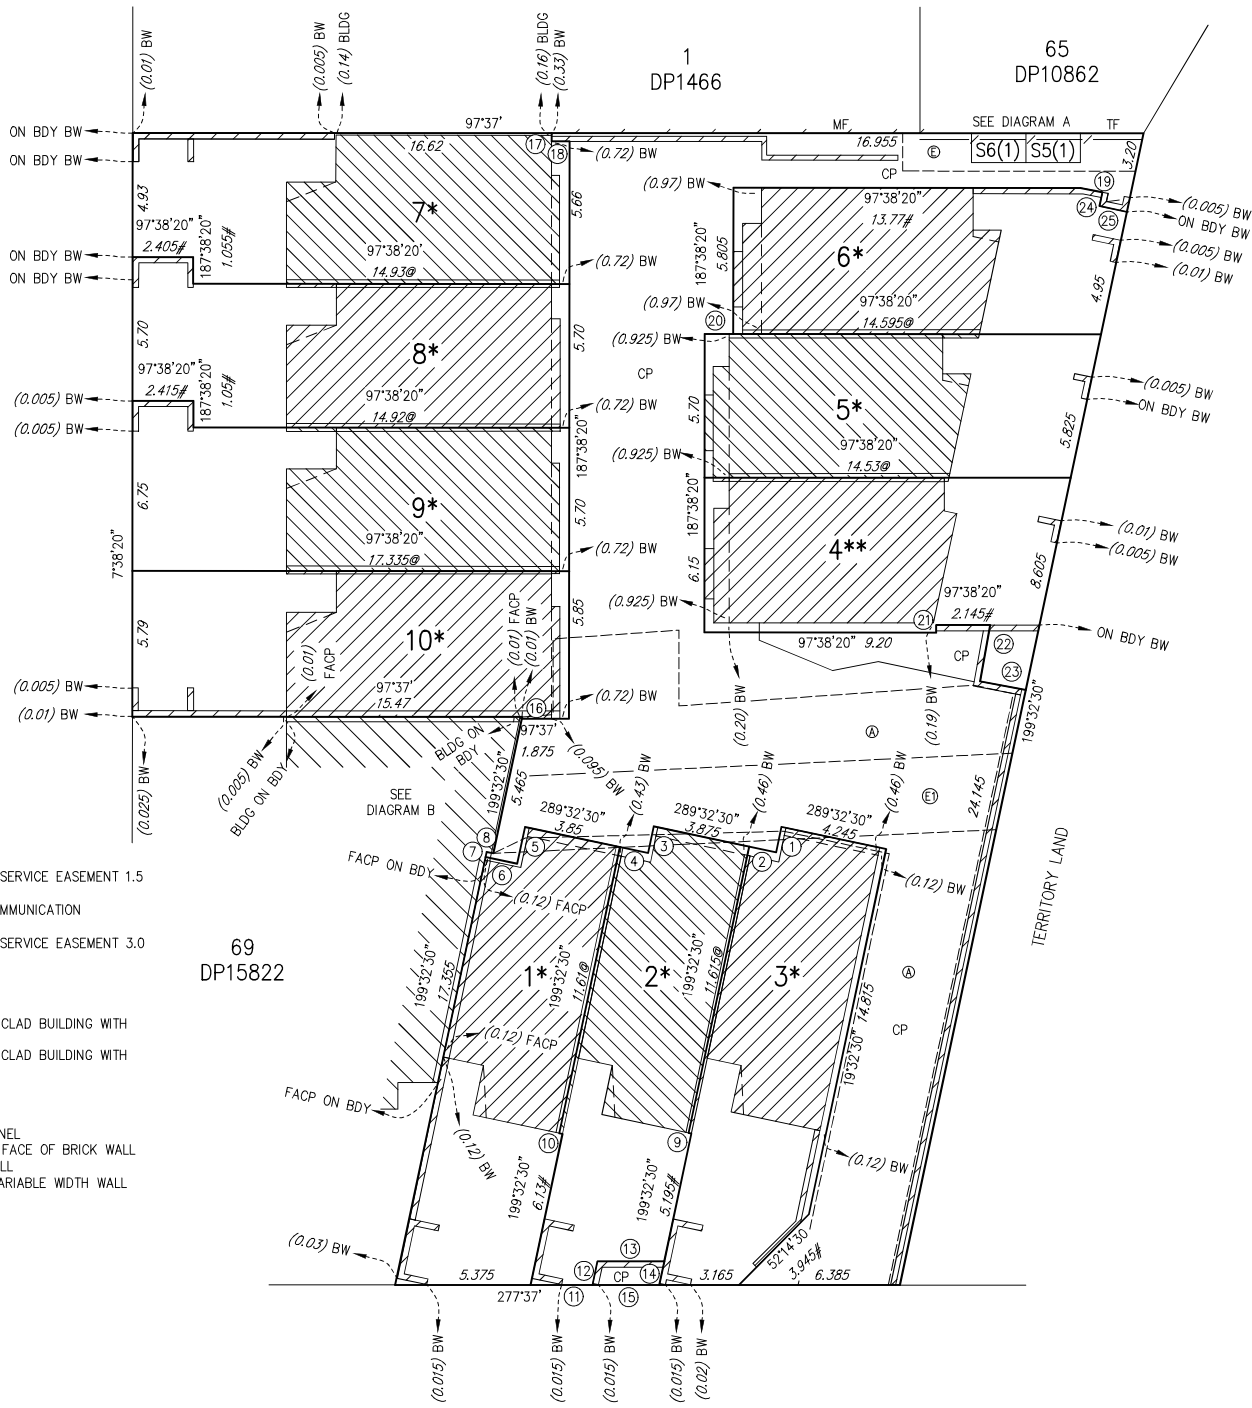 (0.01) BW
(0.005) BW
(0.14) BLDG
(0.16) BLDG
(0.33) BW
1
DP1466
65
DP10862
ON BDY BW
ON BDY BW
97°37'
MF
SEE DIAGRAM A
TF
16.62
17
18
(0.72) BW
16.955
CP
E
S6(1)
S5(1)
3.20
19
24
25
(0.005) BW
ON BDY BW
(0.005) BW
(0.01) BW
4.93
97°38'20"
2.405#
187°38'20"
1.055#
7*
97°38'20"
14.93@
5.66
(0.97) BW
187°38'20"
5.805
97°38'20"
13.77#
6*
97°38'20"
14.595@
4.95
ON BDY BW
ON BDY BW
(0.72) BW
(0.97) BW
20
(0.925) BW
5.70
8*
97°38'20"
2.415#
187°38'20"
1.05#
97°38'20"
14.92@
5.70
CP
(0.005) BW
ON BDY BW
(0.005) BW
(0.005) BW
(0.72) BW
5.70
5*
97°38'20"
14.53@
5.825
187°38'20"
(0.925) BW
6.75
9*
97°38'20"
17.335@
5.70
187°38'20"
(0.01) BW
(0.005) BW
7°38'20"
(0.72) BW
4**
6.15
8.605
97°38'20"
2.145#
(0.925) BW
21
5.79
10*
5.85
(0.01) FACP
(0.01) BW
(0.01)
FACP
97°38'20" 9.20
CP
22
23
ON BDY BW
(0.005) BW
(0.01) BW
97°37'
15.47
16
(0.72) BW
199°32'30"
97°37'
1.875
BLDG ON
BDY
(0.20) BW
(0.19) BW
A
(0.025) BW
(0.005) BW
BLDG ON BDY
199°32'30"
5.465
(0.095) BW
(0.43) BW
(0.46) BW
(0.46) BW
E1
24.145
SEE
DIAGRAM B
289°32'30"
3.85
289°32'30"
3.875
289°32'30"
4.245
8
7
5
6
4
3
2
1
FACP ON BDY
(0.12) BW
(0.12) FACP
TERRITORY LAND
SERVICE EASEMENT 1.5
MMUNICATION
SERVICE EASEMENT 3.0
69
DP15822
199°32'30"
17.355
1*
199°32'30"
11.61@
2*
199°32'30"
11.615@
3*
14.815
19°32'30"
A
CP
CLAD BUILDING WITH
CLAD BUILDING WITH
(0.12) FACP
FACP ON BDY
(0.12) BW
NEL
FACE OF BRICK WALL
LL
ARIABLE WIDTH WALL
10
9
(0.12) BW
199°32'30"
6.13#
199°32'30"
5.195#
52°14'30
3.945#
(0.03) BW
13
12
CP
14
5.375
277°37'
11
15
3.165
6.385
(0.015) BW
(0.015) BW
(0.015) BW
(0.015) BW
(0.02) BW